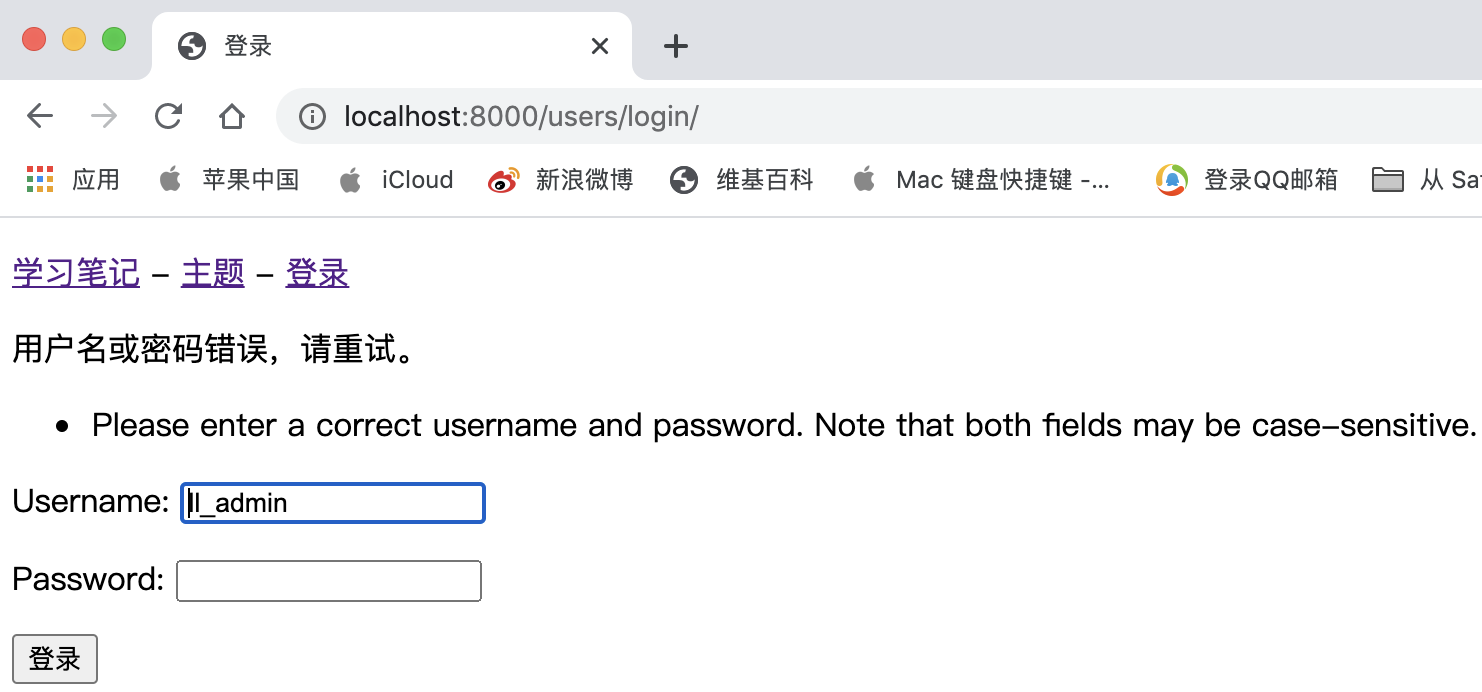 登录
localhost:8000/users/login/
应用 苹果中国 iCloud 新浪微博 维基百科 Mac 键盘快捷键 -... 登录QQ邮箱 从
学习笔记 - 主题 - 登录
用户名或密码错误，请重试。
• Please enter a correct username and password. Note that both fields may be case-sensitive.
Username: ll_admin
Password:
登录